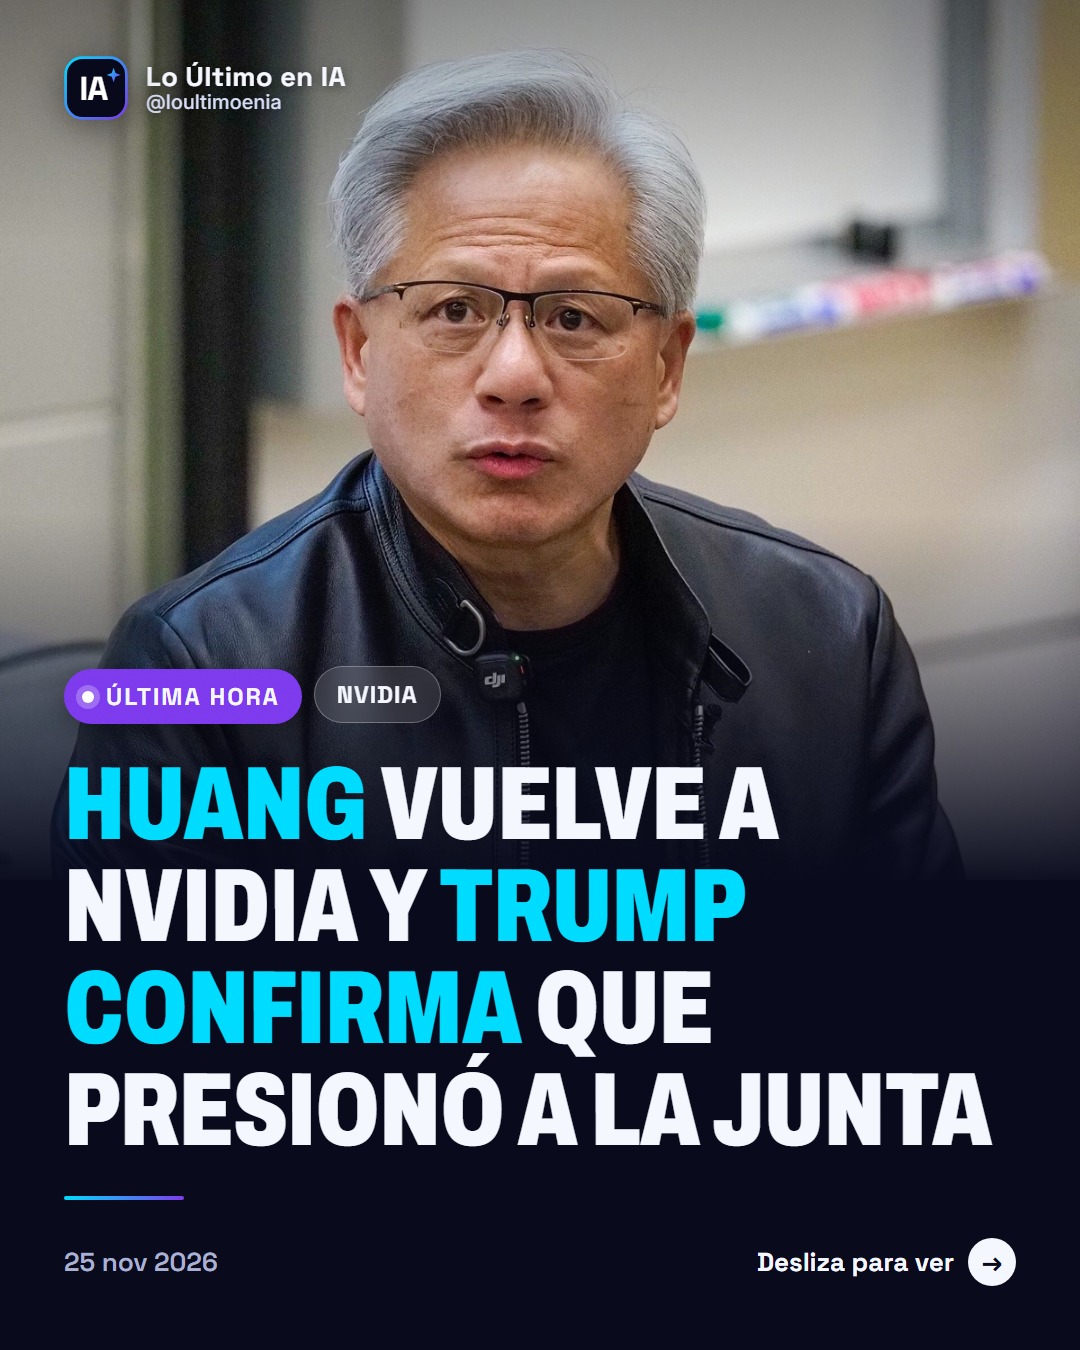 IA
Lo Último en IA
@loultimoenia
dji
ÚLTIMA HORA
NVIDIA
HUANG VUELVE A
NVIDIA Y TRUMP
CONFIRMA QUE
PRESIONÓ A LA JUNTA
25 nov 2026
Desliza para ver →